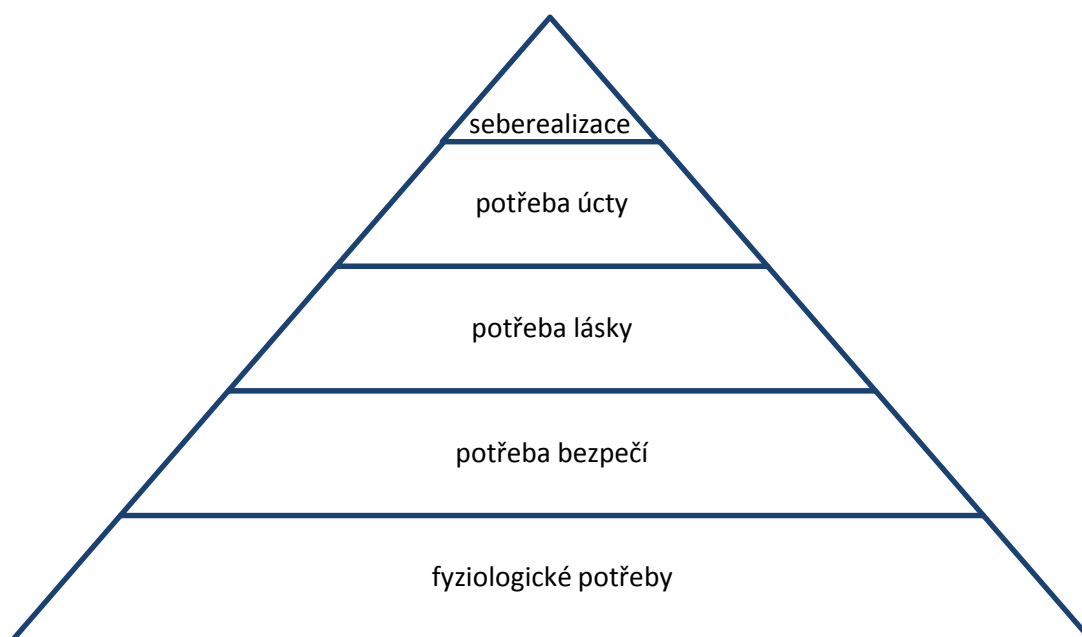 seberealizace
potřeba úcty
potřeba lásky
potřeba bezpečí
fyziologické potřeby